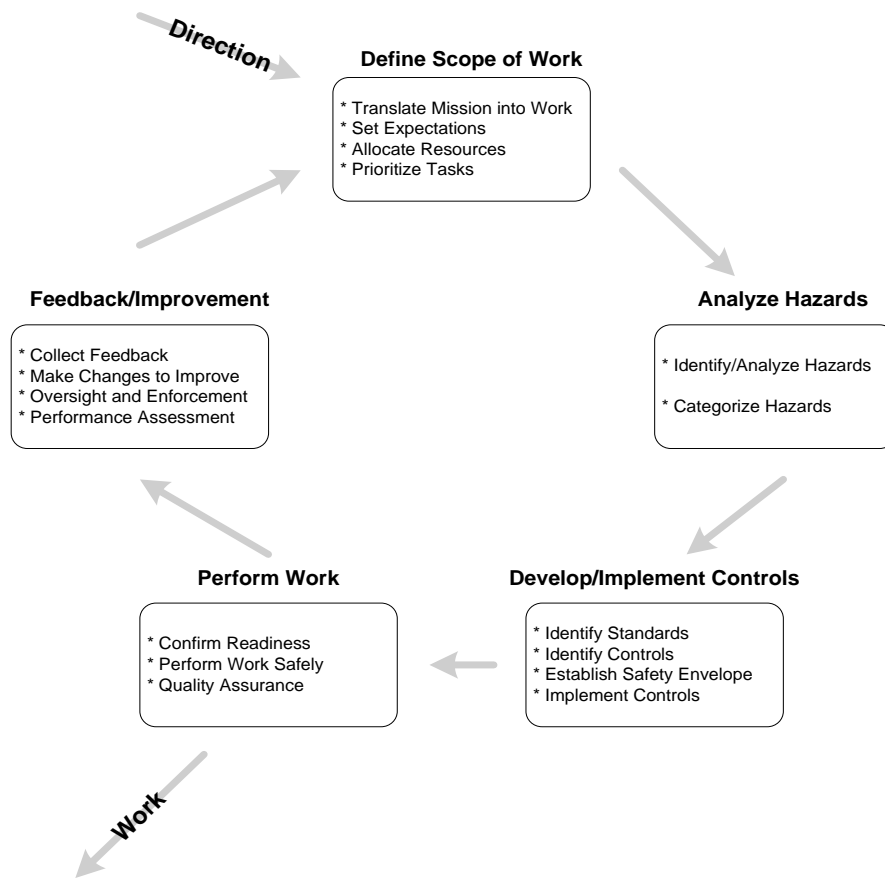 Direction
Define Scope of Work
* Translate Mission into Work
* Set Expectations
* Allocate Resources
* Prioritize Tasks
Feedback/Improvement
* Collect Feedback
* Make Changes to Improve
* Oversight and Enforcement
* Performance Assessment
Analyze Hazards
* Identify/Analyze Hazards
* Categorize Hazards
Perform Work
* Confirm Readiness
* Perform Work Safely
* Quality Assurance
Develop/Implement Controls
* Identify Standards
* Identify Controls
* Establish Safety Envelope
* Implement Controls
Work